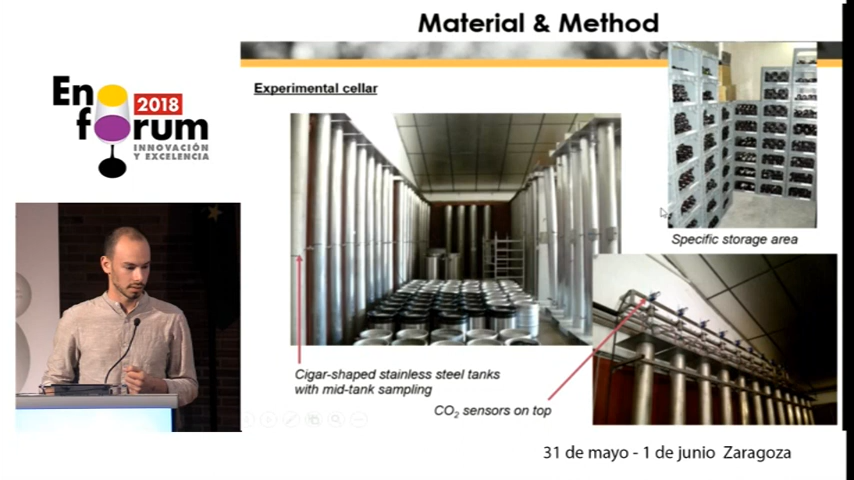 Material & Method
Experimental cellar
Eno
forum
2018
INNOVACIÓN
Y EXCELENCIA
Specific storage area
Cigar-shaped stainless steel tanks
with mid-tank sampling
CO₂ sensors on top
31 de mayo - 1 de junio Zaragoza